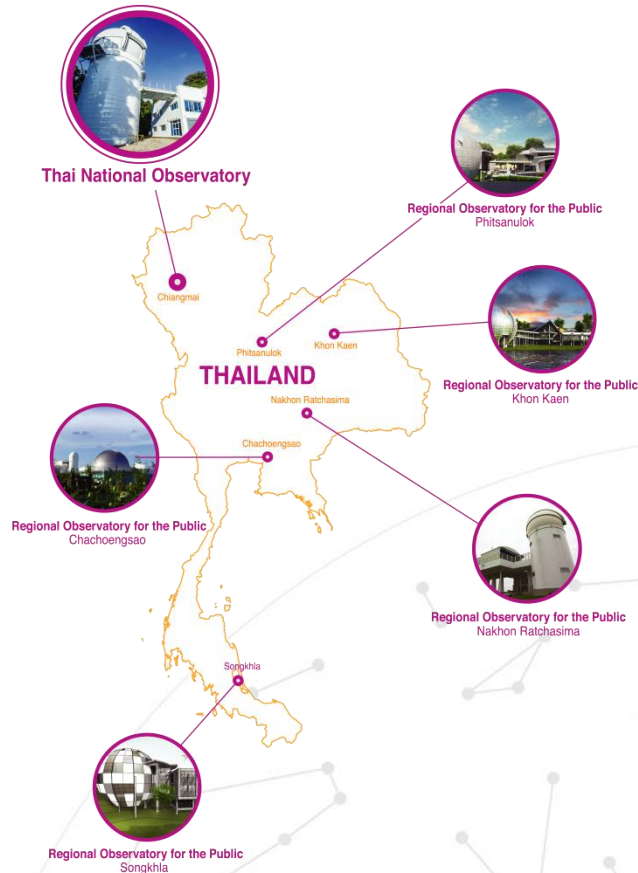 Thai National Observatory
Regional Observatory for the Public
Phitsanulok
Chiangmai
Phitsanulok
Khon Kaen
THAILAND
Regional Observatory for the Public
Khon Kaen
Nakhon Ratchasima
Chachoengsao
Regional Observatory for the Public
Chachoengsao
Regional Observatory for the Public
Nakhon Ratchasima
Songkhla
Regional Observatory for the Public
Songkhla